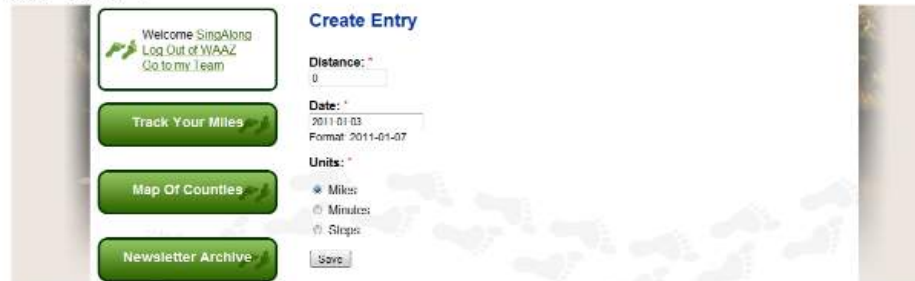 Welcome SingAlong
Log Out of WAAZ
Go to my Team
Track Your Miles
Map Of Counties
Newsletter Archive
Create Entry
Distance: *
0
Date: *
2011-01-03
Format: 2011-01-07
Units: *
Miles
Minutes
Steps
Save